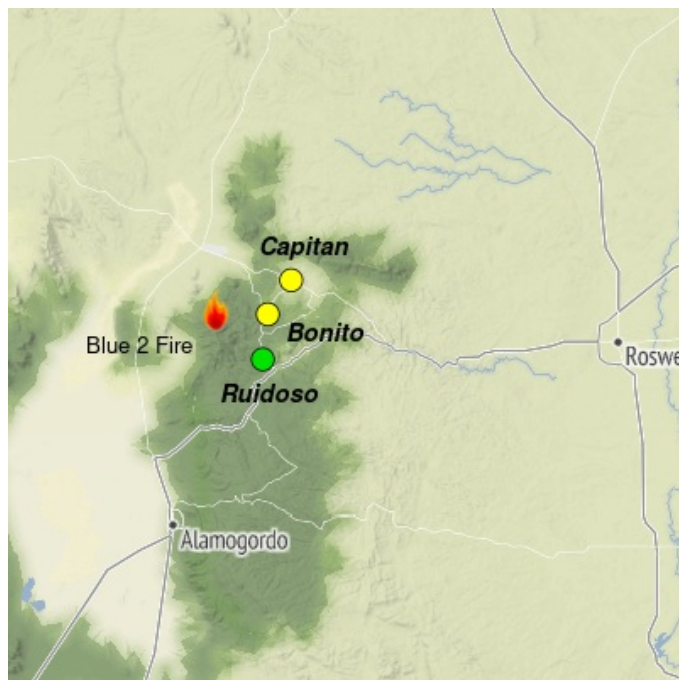 Capitan
Bonito
Blue 2 Fire
Roswe
Ruidoso
Alamogordo